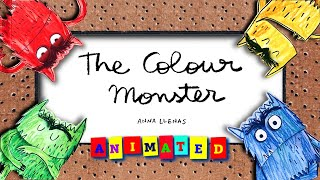 The Colour
Monster
ANNA LLENAS
ANIMATED